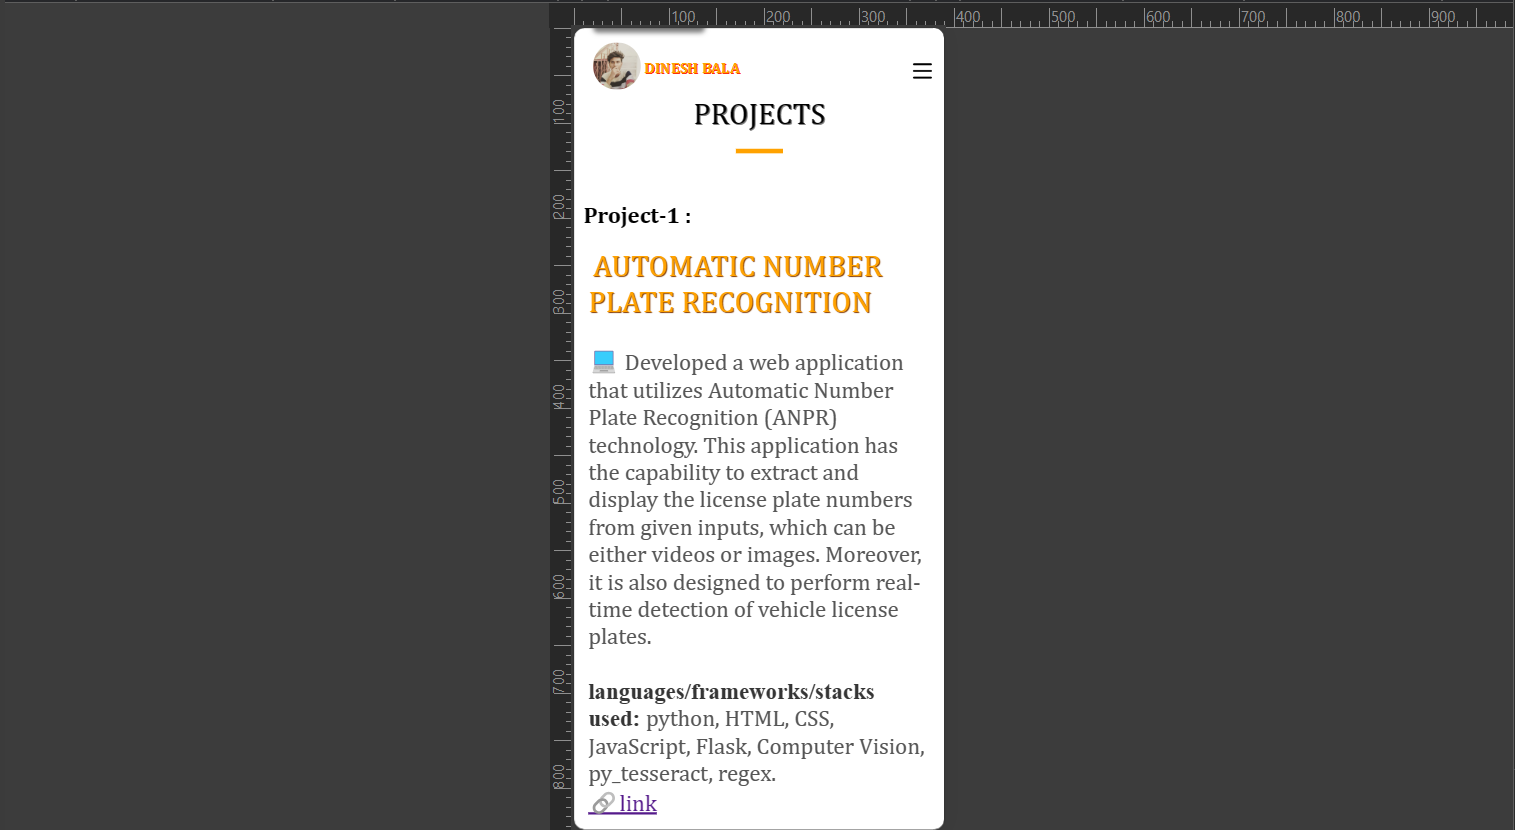 100 200 300 400 500 600 700 800 900
DINESH BALA
PROJECTS
100
200
Project-1 :
AUTOMATIC NUMBER
300
PLATE RECOGNITION
Developed a web application
400
that utilizes Automatic Number
Plate Recognition (ANPR)
technology. This application has
the capability to extract and
500
display the license plate numbers
from given inputs, which can be
either videos or images. Moreover,
600
it is also designed to perform real-
time detection of vehicle license
plates.
700
languages/frameworks/stacks
used: python, HTML, CSS,
JavaScript, Flask, Computer Vision,
800
py_tesseract, regex.
link